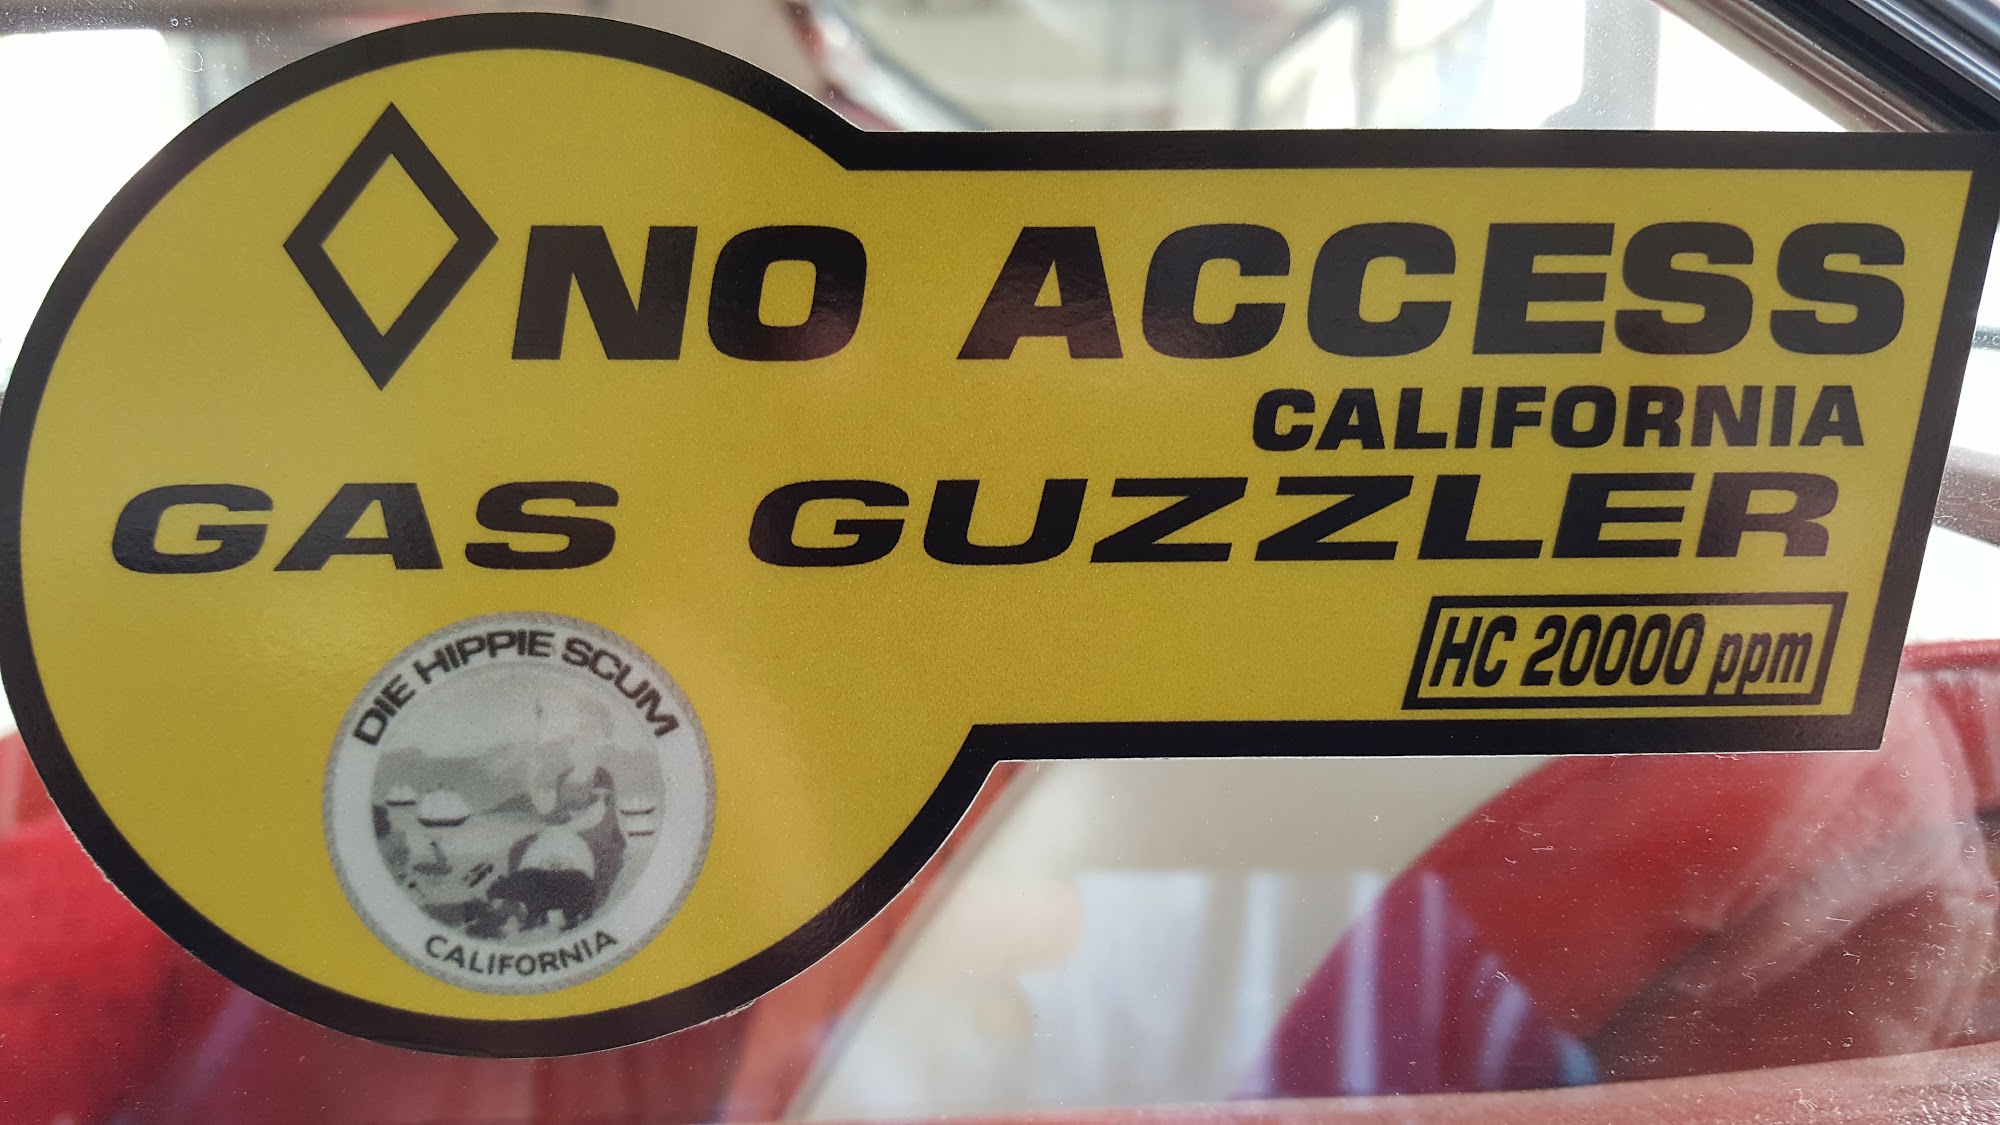 NO ACCESS
CALIFORNIA
GAS GUZZLER
HC 20000 ppm
DIE HIPPIE SCUM
CALIFORNIA